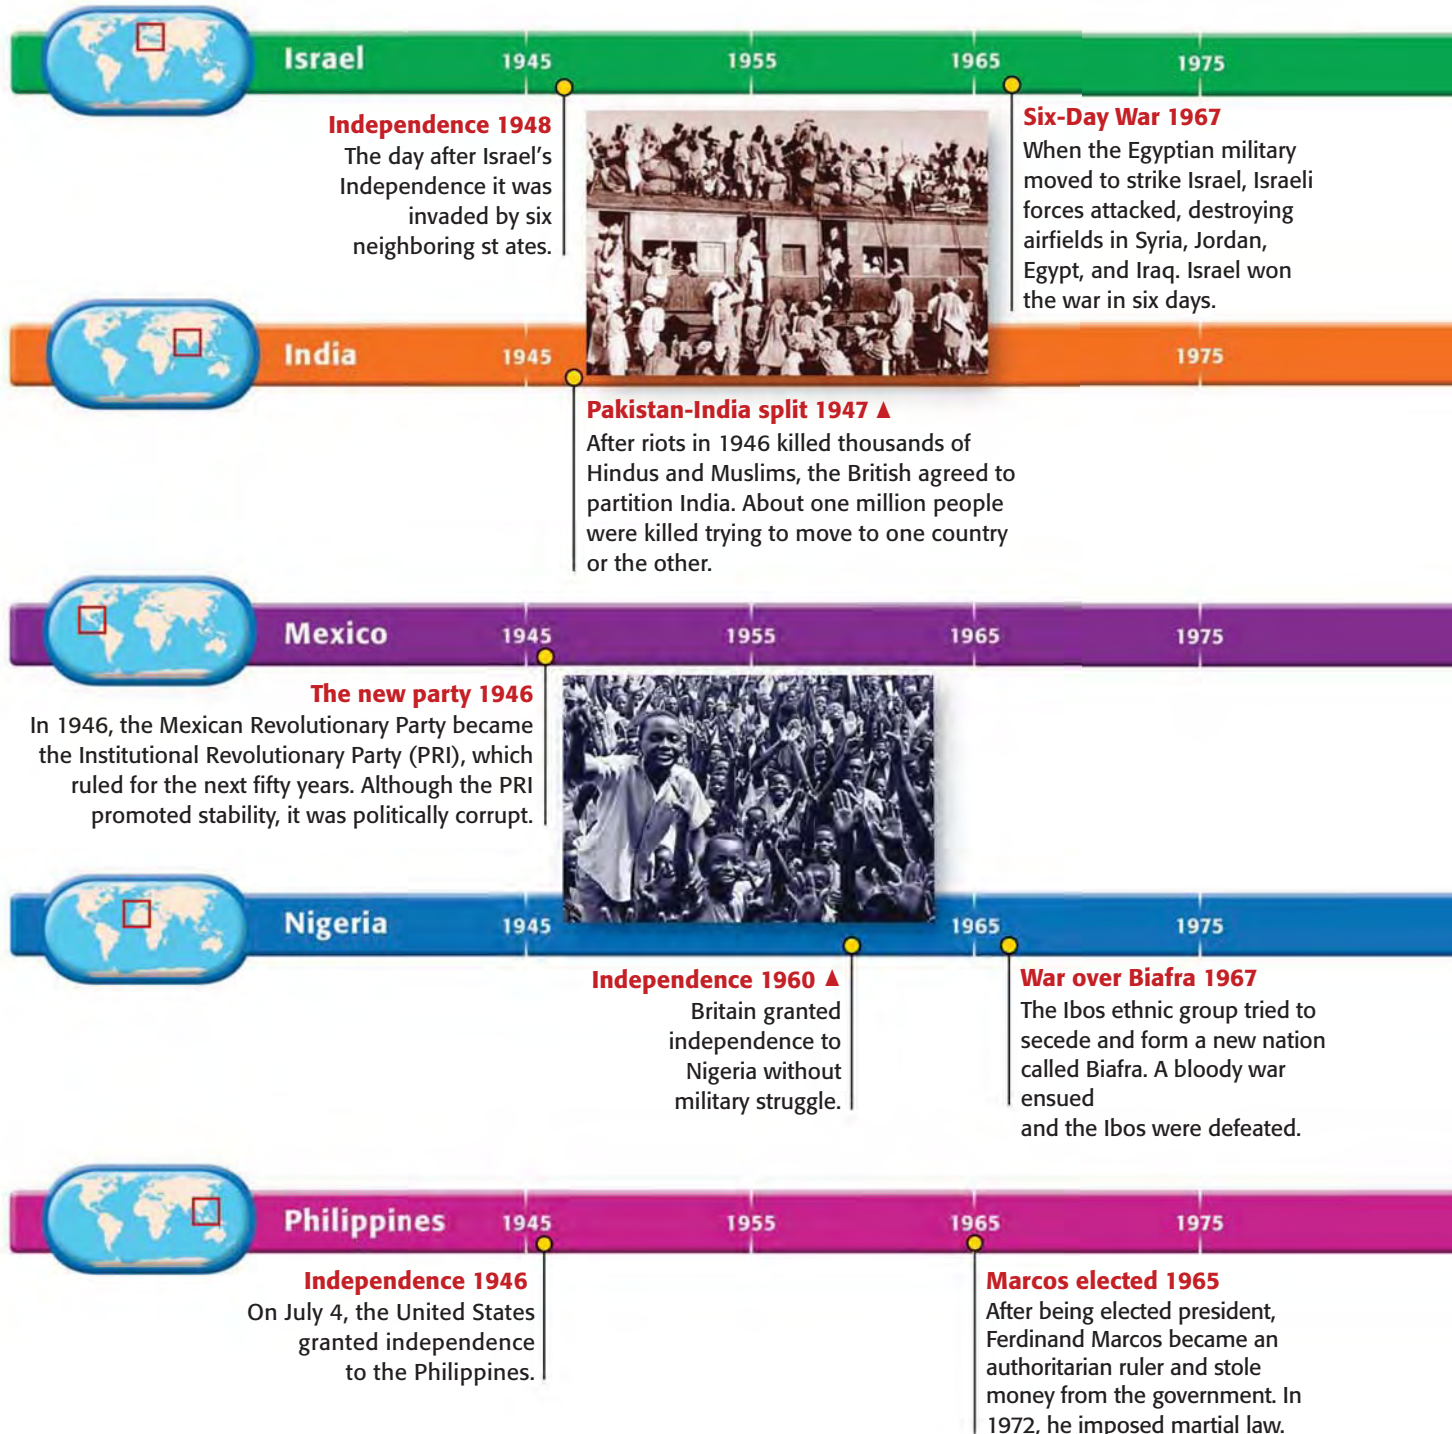 Israel 1945 1955 1965 1975
Independence 1948
The day after Israel's
Independence it was
invaded by six
neighboring st ates.
Six-Day War 1967
When the Egyptian military
moved to strike Israel, Israeli
forces attacked, destroying
airfields in Syria, Jordan,
Egypt, and Iraq. Israel won
the war in six days.
India 1945 1975
Pakistan-India split 1947 ▲
After riots in 1946 killed thousands of
Hindus and Muslims, the British agreed to
partition India. About one million people
were killed trying to move to one country
or the other.
Mexico 1945 1955 1965 1975
The new party 1946
In 1946, the Mexican Revolutionary Party became
the Institutional Revolutionary Party (PRI), which
ruled for the next fifty years. Although the PRI
promoted stability, it was politically corrupt.
Nigeria 1945 1965 1975
Independence 1960 ▲
Britain granted
independence to
Nigeria without
military struggle.
War over Biafra 1967
The Ibos ethnic group tried to
secede and form a new nation
called Biafra. A bloody war
ensued
and the Ibos were defeated.
Philippines 1945 1955 1965 1975
Independence 1946
On July 4, the United States
granted independence
to the Philippines.
Marcos elected 1965
After being elected president,
Ferdinand Marcos became an
authoritarian ruler and stole
money from the government. In
1972, he imposed martial law.